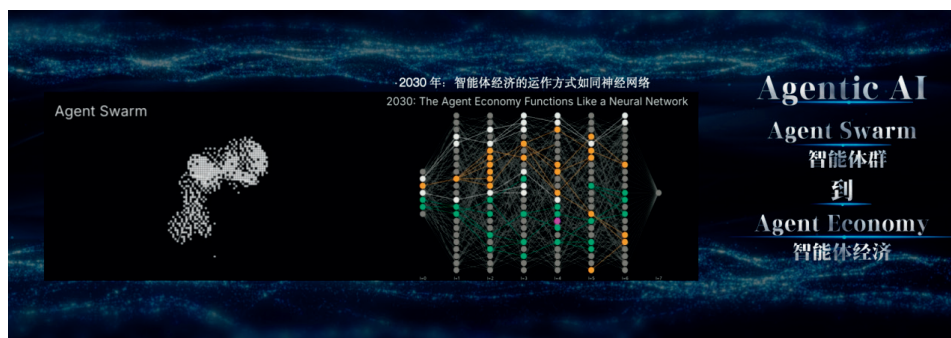 Agent Swarm
·2030 年：智能体经济的运作方式如同神经网络
2030: The Agent Economy Functions Like a Neural Network
Agentic AI
Agent Swarm
智能体群
到
Agent Economy
智能体经济